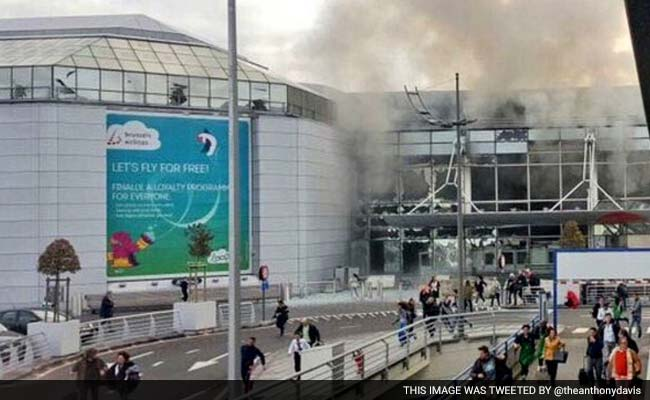 brussels
airlines
LET'S FLY FOR FREE!
FINALLY, A LOYALTY PROGRAMME
FOR EVERYONE.
THIS IMAGE WAS TWEETED BY @theanthonydavis